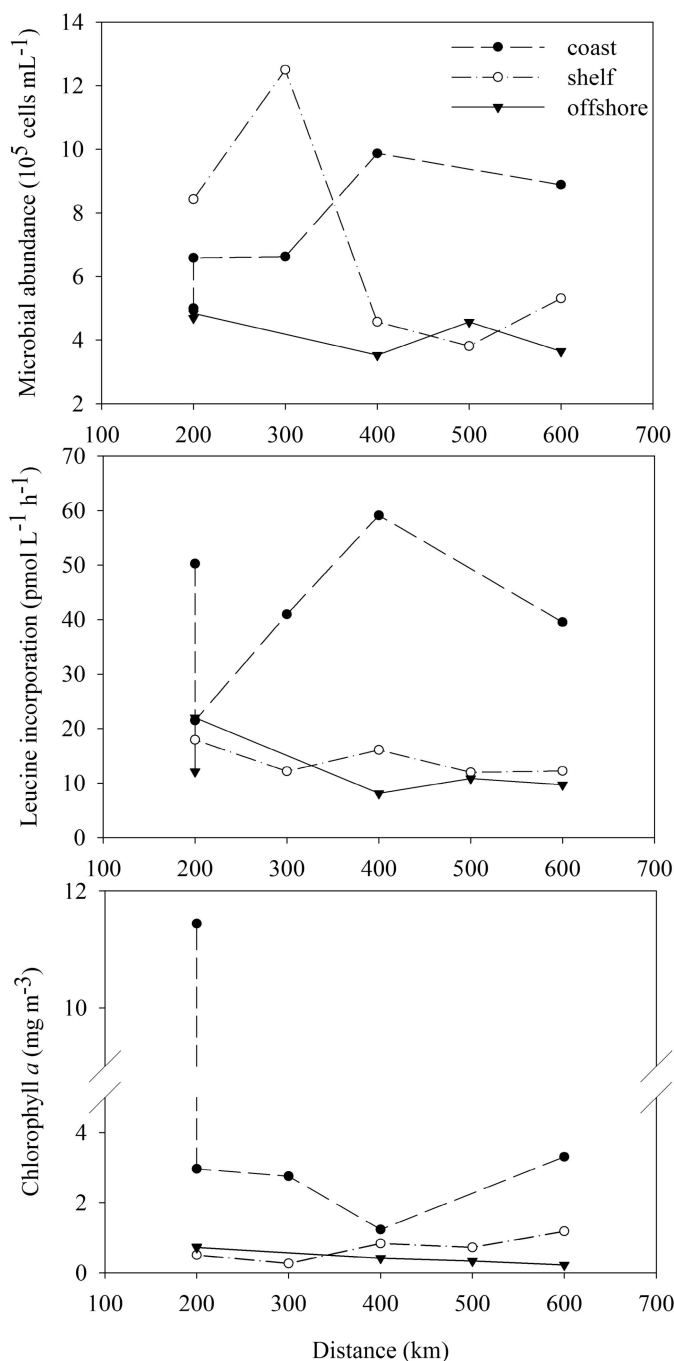 14
12
10
8
6
4
2
Microbial abundance (10⁵ cells mL⁻¹)
coast
shelf
offshore
100 200 300 400 500 600 700
70
60
50
40
30
20
10
0
Leucine incorporation (pmol L⁻¹ h⁻¹)
100 200 300 400 500 600 700
12
10
4
2
0
Chlorophyll a (mg m⁻³)
100 200 300 400 500 600 700
Distance (km)